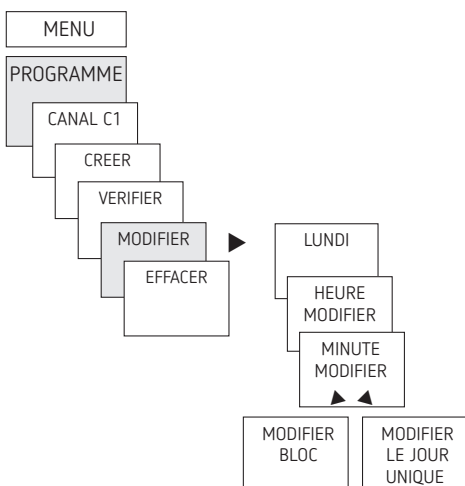 MENU
PROGRAMME
CANAL C1
CREER
VERIFIER
MODIFIER
EFFACER
LUNDI
HEURE
MODIFIER
MINUTE
MODIFIER
MODIFIER
BLOC
MODIFIER
LE JOUR
UNIQUE